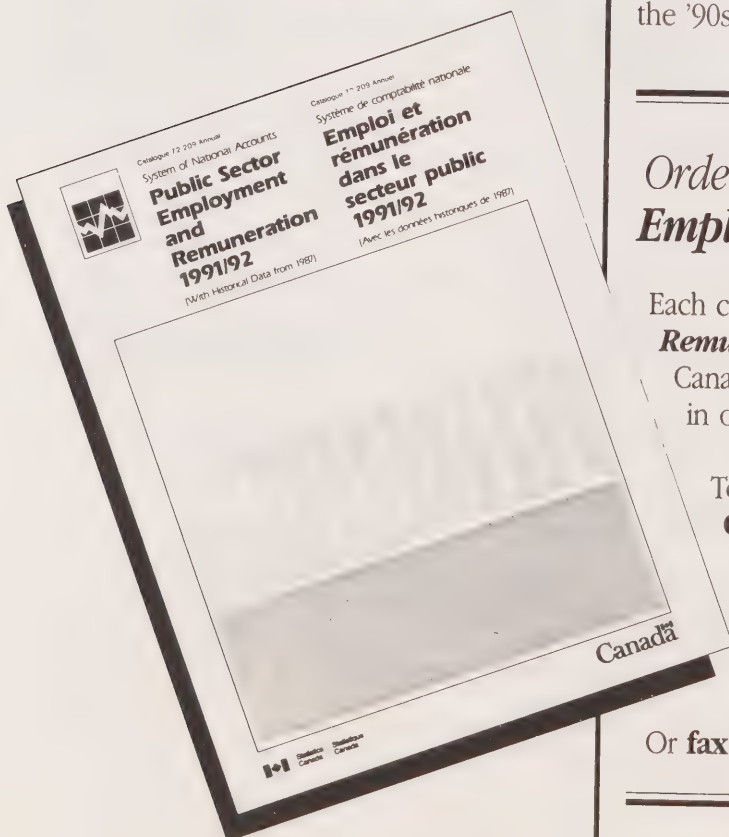 Catalogue 72-209 Annual
System of National Accounts
Public Sector
Employment
and
Remuneration
1991/92
[With Historical Data from 1987]
Catalogue 209 Annuel
Système de comptabilité nationale
Emploi et
rémunération
dans le
secteur public
1991/92
[Avec les données historiques de 1987]
Canada
Statistics Statistique
Canada Canada
the '90s
Orde
Empl
Each c
Remu
Cana
in o
To
Or fax